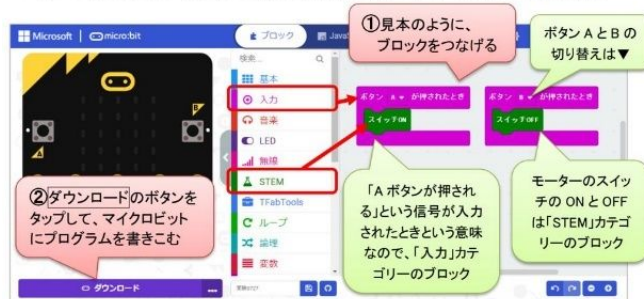 Microsoft
micro:bit
ブロック
①見本のように、
ブロックをつなげる
ボタン A と B の
切り替えは▼
検索...
基本
入力
音楽
LED
無線
STEM
TFabTools
ループ
論理
変数
ボタン A ▼ が押されたとき
スイッチON
ボタン B ▼ が押されたとき
スイッチOFF
A
B
②ダウンロードのボタンを
タップして、マイクロビット
にプログラムを書きこむ
「A ボタンが押され
る」という信号が入力
されたときという意味
なので、「入力」カテ
ゴリーのブロック
モーターのスイッ
チの ON と OFF
は「STEM」カテゴ
リーのブロック
ダウンロード
...